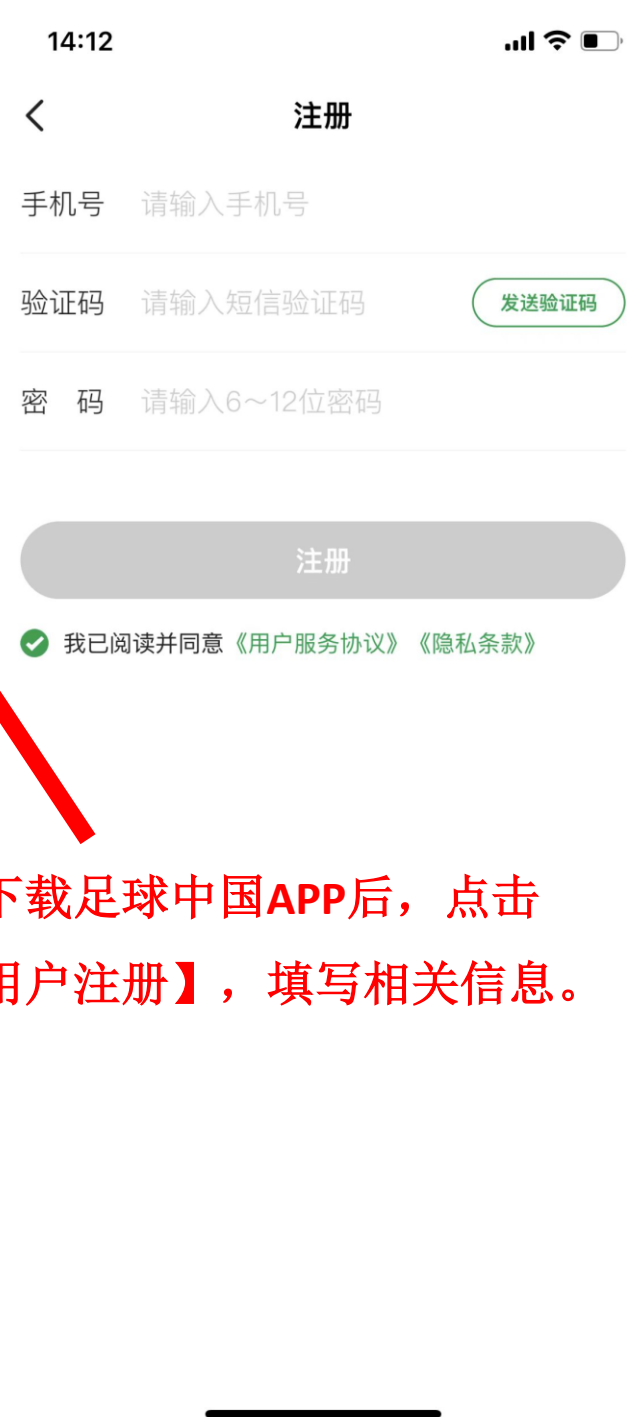 14:12
注册
手机号 请输入手机号
验证码 请输入短信验证码 发送验证码
密 码 请输入6～12位密码
注册
我已阅读并同意《用户服务协议》《隐私条款》
下载足球中国APP后，点击
用户注册】，填写相关信息。